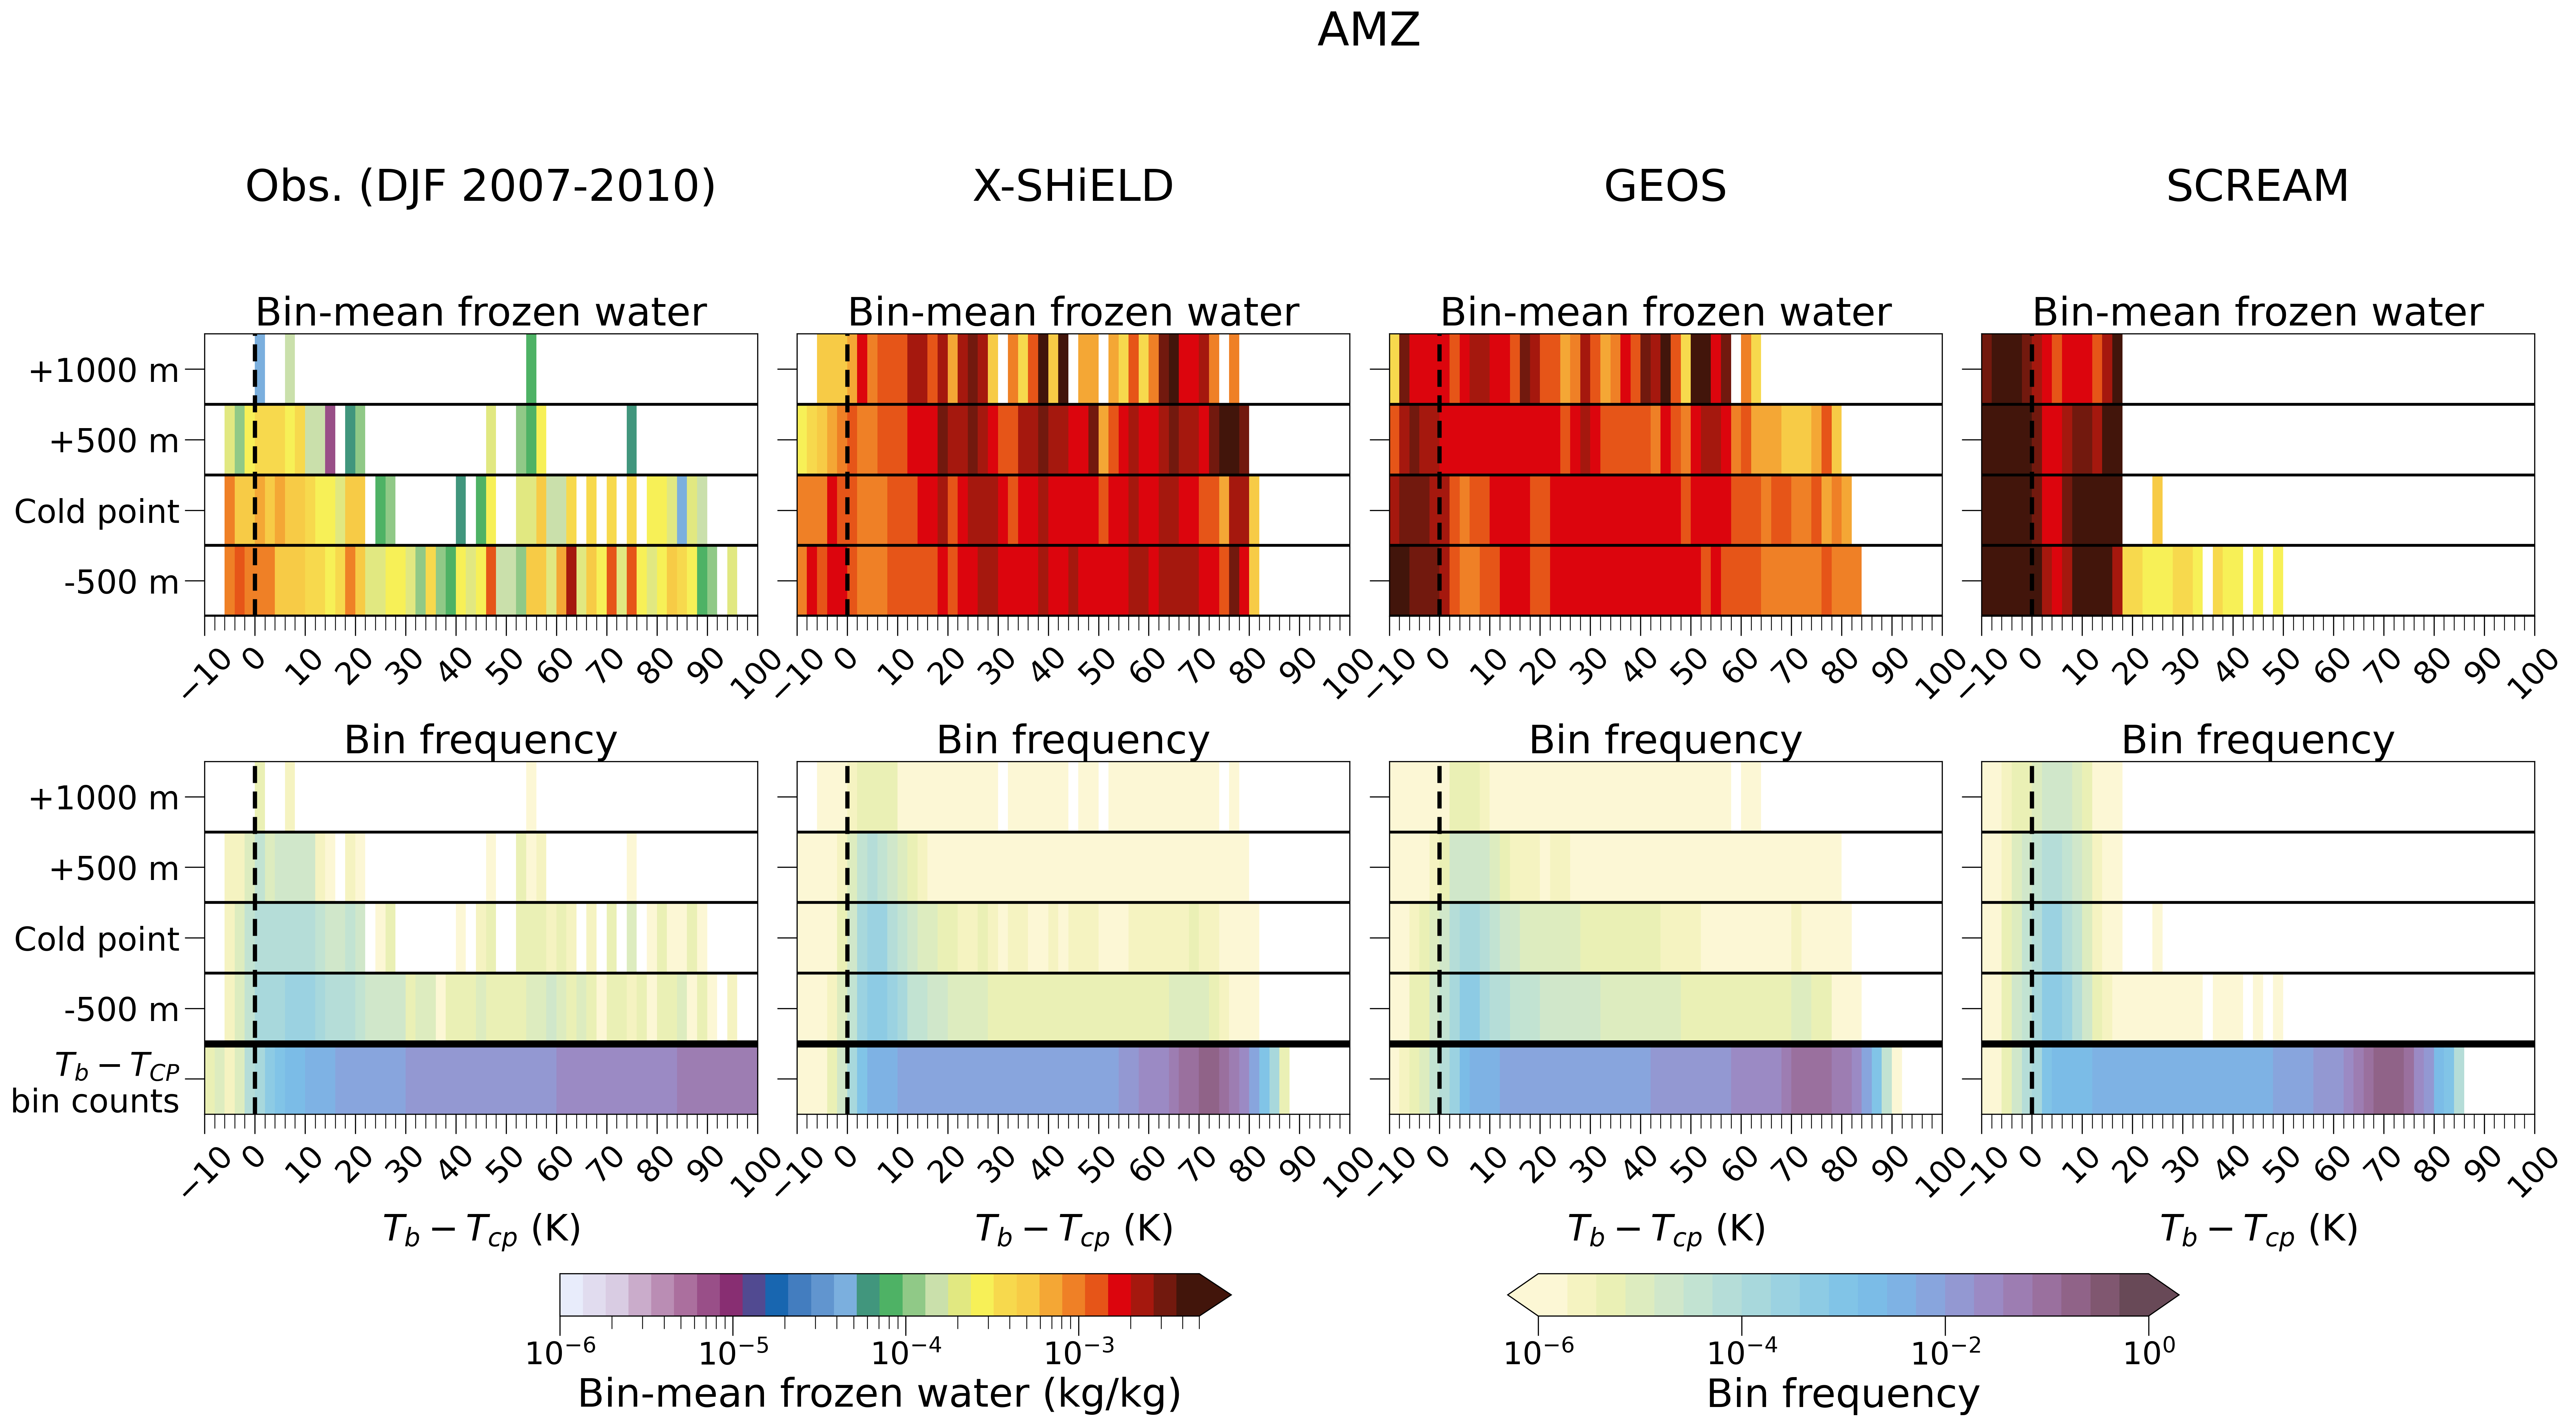 AMZ
Obs. (DJF 2007-2010) X-SHiELD GEOS SCREAM
Bin-mean frozen water Bin-mean frozen water Bin-mean frozen water Bin-mean frozen water
+1000 m
+500 m
Cold point
-500 m
−10 0 10 20 30 40 50 60 70 80 90 100 −10 0 10 20 30 40 50 60 70 80 90 100 −10 0 10 20 30 40 50 60 70 80 90 100 −10 0 10 20 30 40 50 60 70 80 90 100
Bin frequency Bin frequency Bin frequency Bin frequency
+1000 m
+500 m
Cold point
-500 m
T_b − T_CP
bin counts
−10 0 10 20 30 40 50 60 70 80 90 100 −10 0 10 20 30 40 50 60 70 80 90 100 −10 0 10 20 30 40 50 60 70 80 90 100 −10 0 10 20 30 40 50 60 70 80 90 100
T_b − T_cp (K) T_b − T_cp (K) T_b − T_cp (K) T_b − T_cp (K)
10⁻⁶ 10⁻⁵ 10⁻⁴ 10⁻³ 10⁻⁶ 10⁻⁴ 10⁻² 10⁰
Bin-mean frozen water (kg/kg) Bin frequency